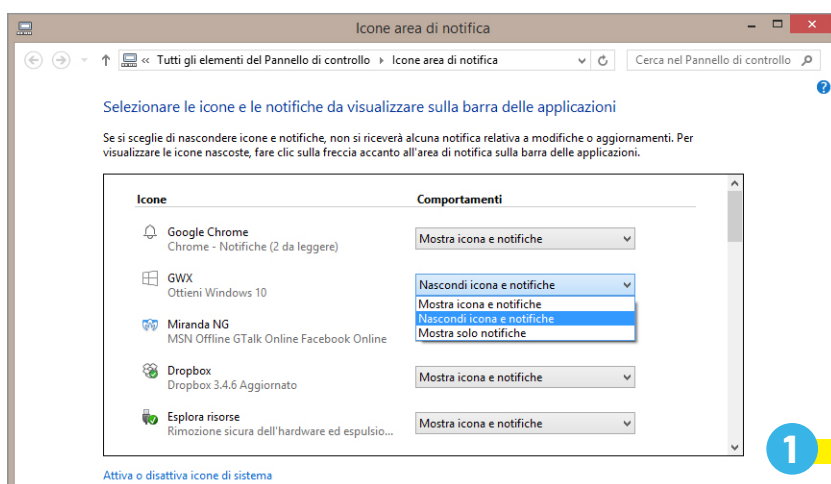 Icone area di notifica
« Tutti gli elementi del Pannello di controllo ▸ Icone area di notifica
Cerca nel Pannello di controllo
Selezionare le icone e le notifiche da visualizzare sulla barra delle applicazioni
Se si sceglie di nascondere icone e notifiche, non si riceverà alcuna notifica relativa a modifiche o aggiornamenti. Per
visualizzare le icone nascoste, fare clic sulla freccia accanto all'area di notifica sulla barra delle applicazioni.
Icone Comportamenti
Google Chrome
Chrome - Notifiche (2 da leggere)
Mostra icona e notifiche
GWX
Ottieni Windows 10
Nascondi icona e notifiche
Mostra icona e notifiche
Nascondi icona e notifiche
Mostra solo notifiche
Miranda NG
MSN Offline GTalk Online Facebook Online
Dropbox
Dropbox 3.4.6 Aggiornato
Mostra icona e notifiche
Esplora risorse
Rimozione sicura dell'hardware ed espulsio...
Mostra icona e notifiche
Attiva o disattiva icone di sistema
1